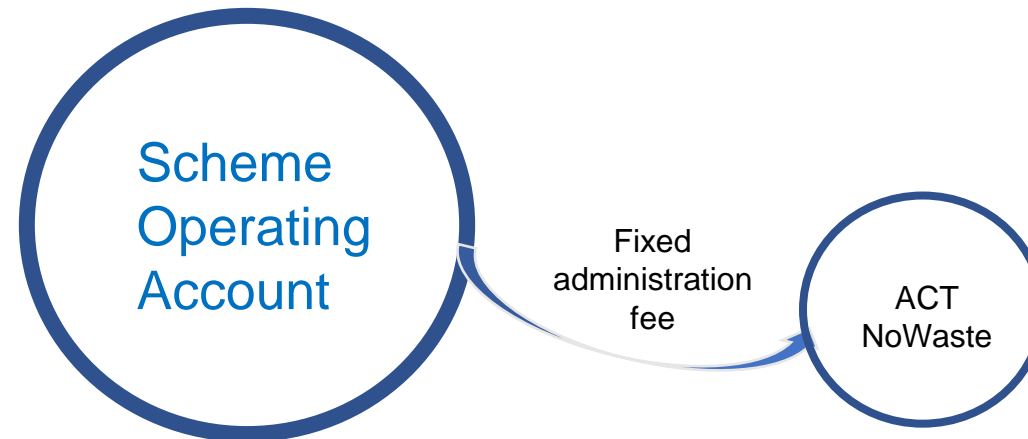 Scheme
Operating
Account
Fixed
administration
fee
ACT
NoWaste